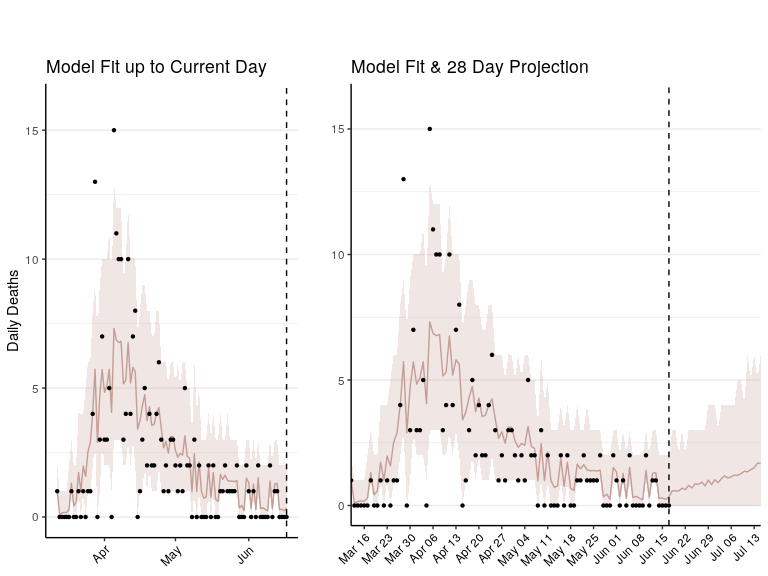 Model Fit up to Current Day
Model Fit & 28 Day Projection
Daily Deaths
15
10
5
0
Apr
May
Jun
15
10
5
0
Mar 16
Mar 23
Mar 30
Apr 06
Apr 13
Apr 20
Apr 27
May 04
May 11
May 18
May 25
Jun 01
Jun 08
Jun 15
Jun 22
Jun 29
Jul 06
Jul 13